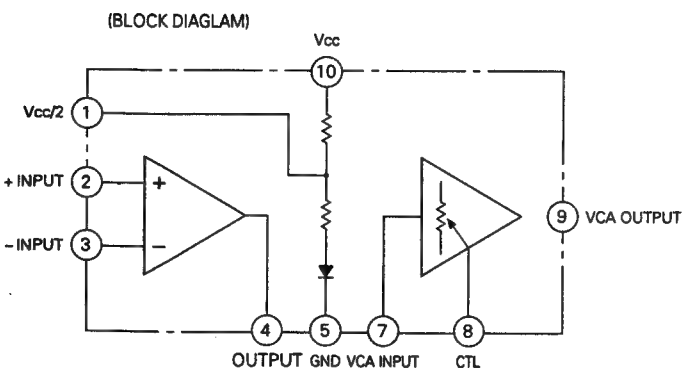 (BLOCK DIAGLAM)
Vcc
10
Vcc/2 1
+ INPUT 2 +
– INPUT 3 –
9 VCA OUTPUT
4 5 7 8
OUTPUT GND VCA INPUT CTL